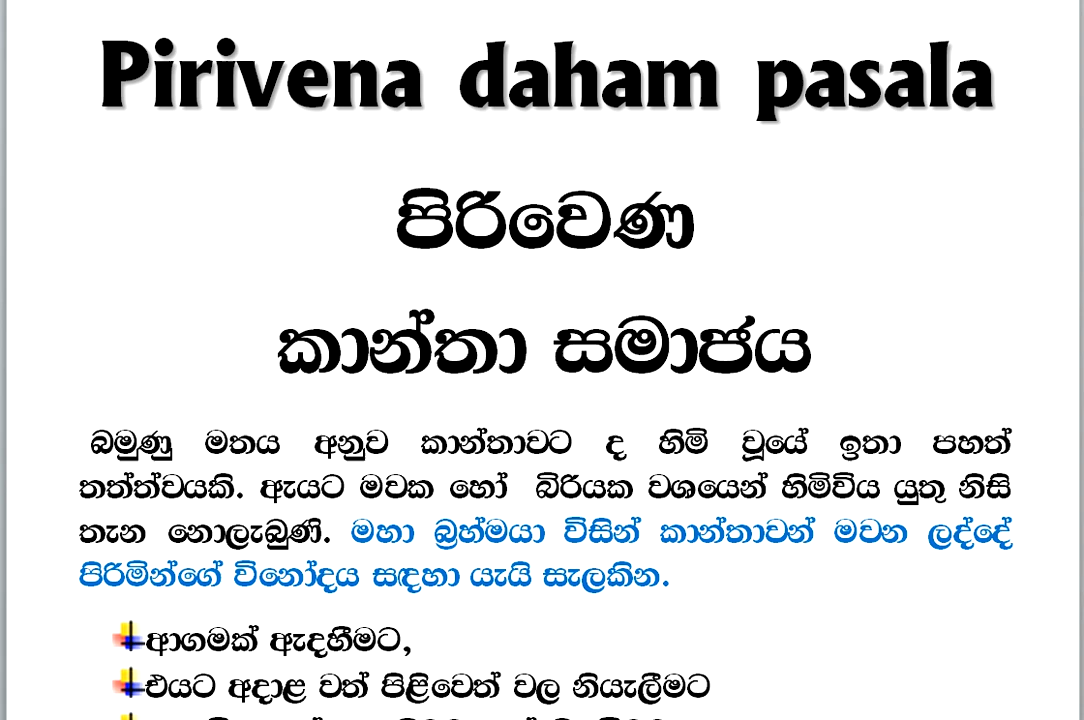 Pirivena daham pasala
පිරිවෙණ
කාන්තා සමාජය
බමුණු මතය අනුව කාන්තාවට ද හිමි වූයේ ඉතා පහත්
තත්ත්වයකි. ඇයට මවක හෝ බිරියක වශයෙන් හිමිවිය යුතු නිසි
තැන නොලැබුණි. මහා බ්‍රහ්මයා විසින් කාන්තාවන් මවන ලද්දේ
පිරිමින්ගේ විනෝදය සඳහා යැයි සැලකින.
ආගමක් ඇදහීමට,
එයට අදාළ වත් පිළිවෙත් වල නියැලීමට